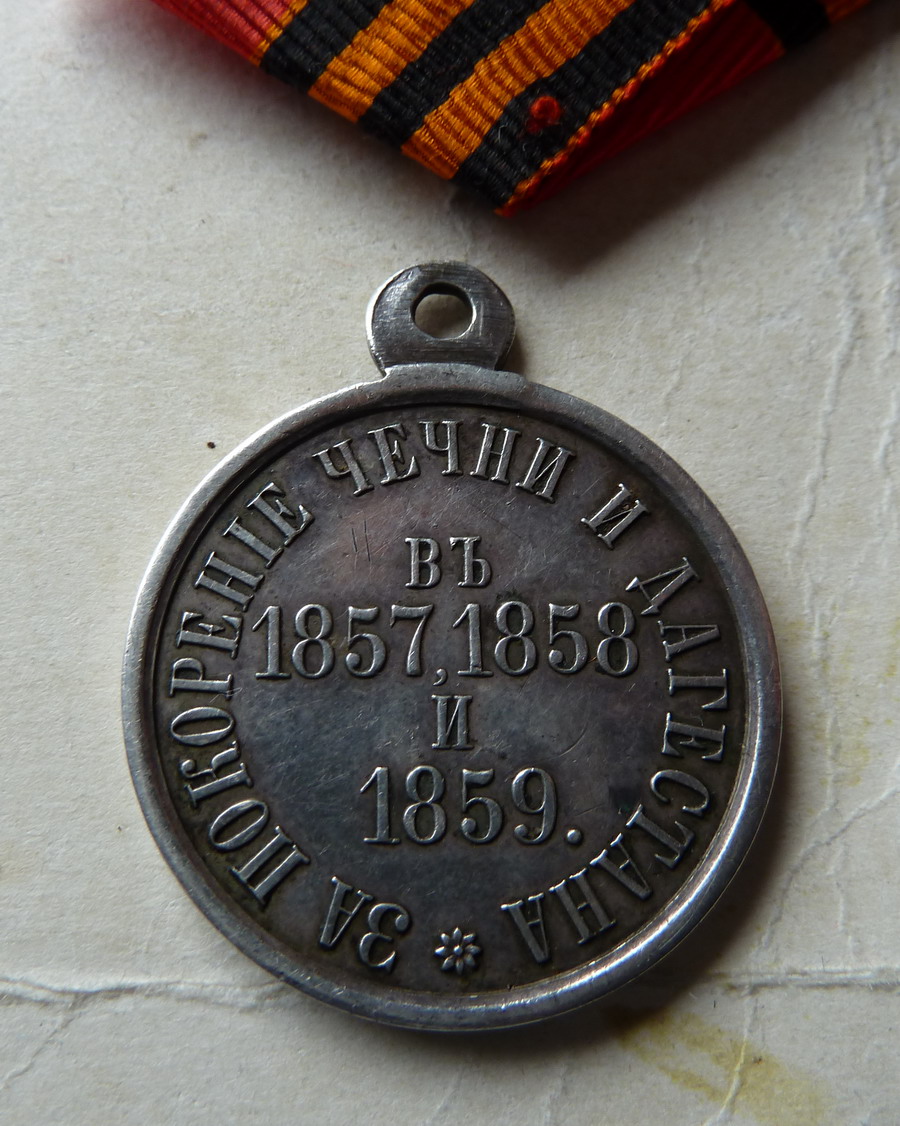 ЗА ПОКОРЕНІЕ ЧЕЧНИ И ДАГЕСТАНА
ВЪ
1857, 1858
И
1859.